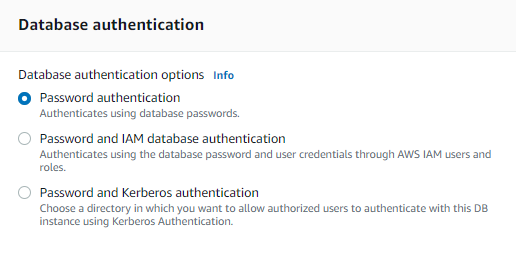 Database authentication
Database authentication options Info
Password authentication
Authenticates using database passwords.
Password and IAM database authentication
Authenticates using the database password and user credentials through AWS IAM users and
roles.
Password and Kerberos authentication
Choose a directory in which you want to allow authorized users to authenticate with this DB
instance using Kerberos Authentication.